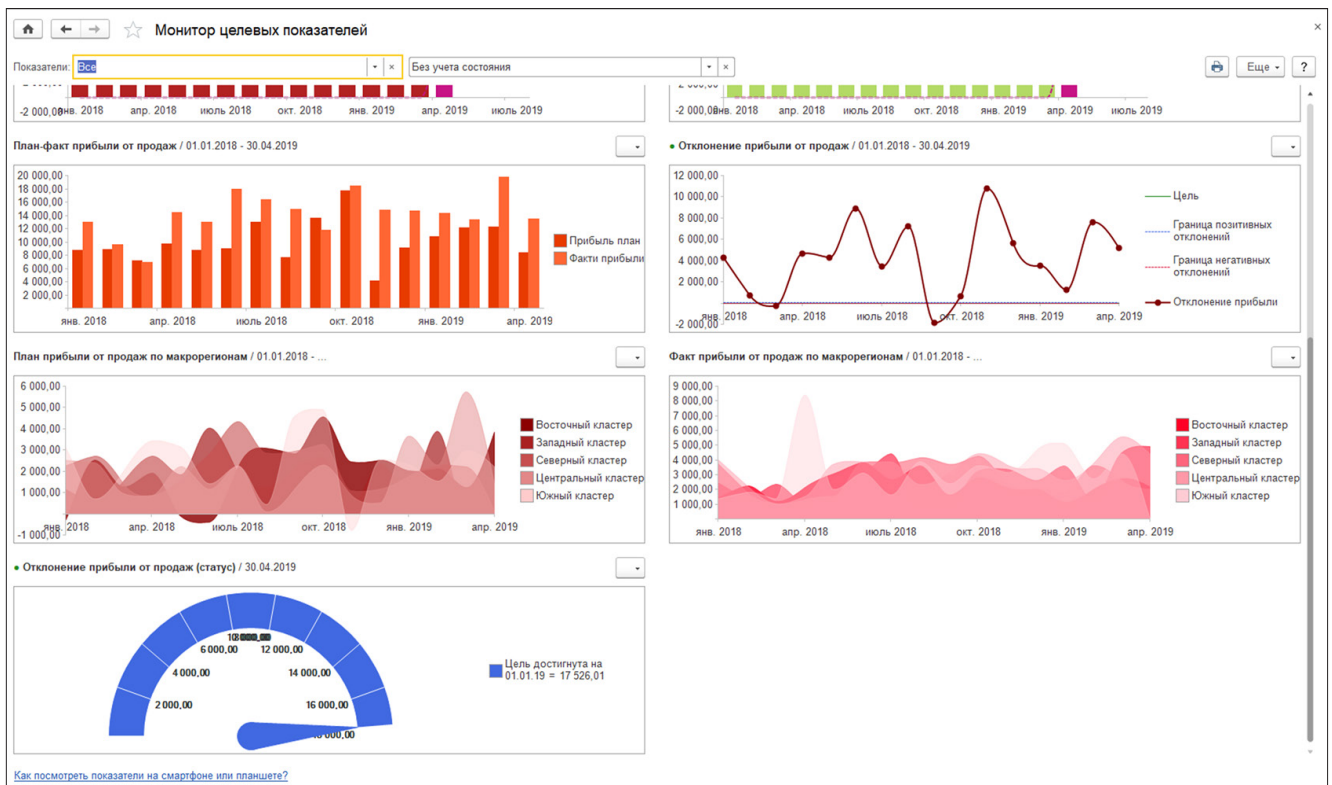 Монитор целевых показателей
Показатели: Все
Без учета состояния
Еще
?
-2 000,00 янв. 2018 апр. 2018 июль 2018 окт. 2018 янв. 2019 апр. 2019 июль 2019
-2 000,00 янв. 2018 апр. 2018 июль 2018 окт. 2018 янв. 2019 апр. 2019 июль 2019
План-факт прибыли от продаж / 01.01.2018 - 30.04.2019
20 000,00
18 000,00
16 000,00
14 000,00
12 000,00
10 000,00
8 000,00
6 000,00
4 000,00
2 000,00
янв. 2018 апр. 2018 июль 2018 окт. 2018 янв. 2019 апр. 2019
Прибыль план
Факти прибыли
Отклонение прибыли от продаж / 01.01.2018 - 30.04.2019
12 000,00
10 000,00
8 000,00
6 000,00
4 000,00
2 000,00
-2 000,00
янв. 2018 апр. 2018 июль 2018 окт. 2018 янв. 2019 апр. 2019
Цель
Граница позитивных
отклонений
Граница негативных
отклонений
Отклонение прибыли
План прибыли от продаж по макрорегионам / 01.01.2018 - ...
6 000,00
5 000,00
4 000,00
3 000,00
2 000,00
1 000,00
-1 000,00
янв. 2018 апр. 2018 июль 2018 окт. 2018 янв. 2019 апр. 2019
Восточный кластер
Западный кластер
Северный кластер
Центральный кластер
Южный кластер
Факт прибыли от продаж по макрорегионам / 01.01.2018 - ...
9 000,00
8 000,00
7 000,00
6 000,00
5 000,00
4 000,00
3 000,00
2 000,00
1 000,00
янв. 2018 апр. 2018 июль 2018 окт. 2018 янв. 2019 апр. 2019
Восточный кластер
Западный кластер
Северный кластер
Центральный кластер
Южный кластер
Отклонение прибыли от продаж (статус) / 30.04.2019
6 000,00 12 000,00
4 000,00 14 000,00
2 000,00 16 000,00
Цель достигнута на
01.01.19 = 17 526,01
Как посмотреть показатели на смартфоне или планшете?